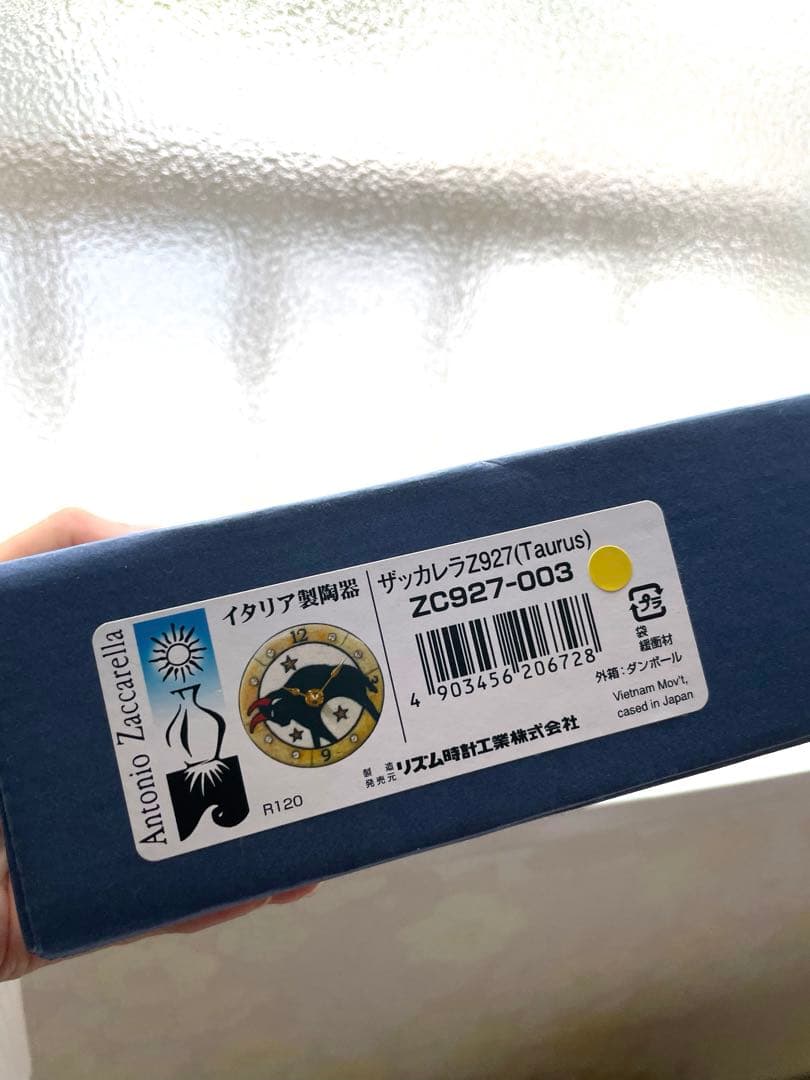 Antonio Zaccarella
イタリア製陶器
12
3
9
R120
ザッカレラZ927(Taurus)
ZC927-003
4 903456 206728
プラ
袋
緩衝材
外箱：ダンボール
Vietnam Mov't,
cased in Japan
製造
発売元 リズム時計工業株式会社